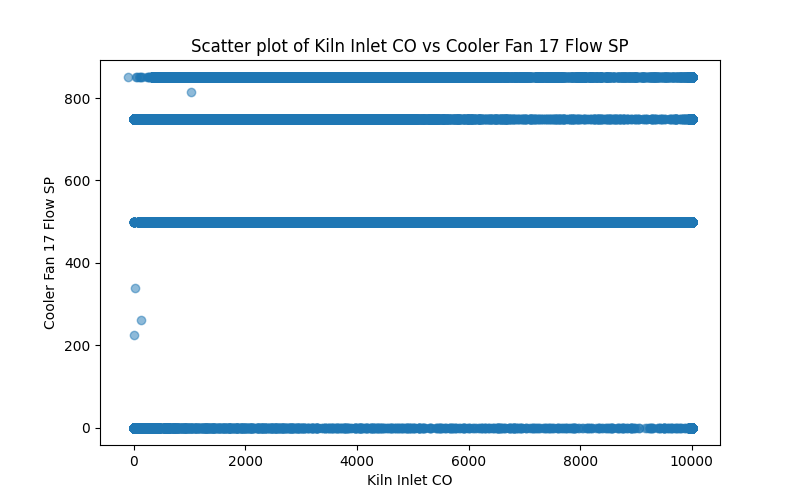 Scatter plot of Kiln Inlet CO vs Cooler Fan 17 Flow SP
800
600
400
200
0
Cooler Fan 17 Flow SP
0 2000 4000 6000 8000 10000
Kiln Inlet CO